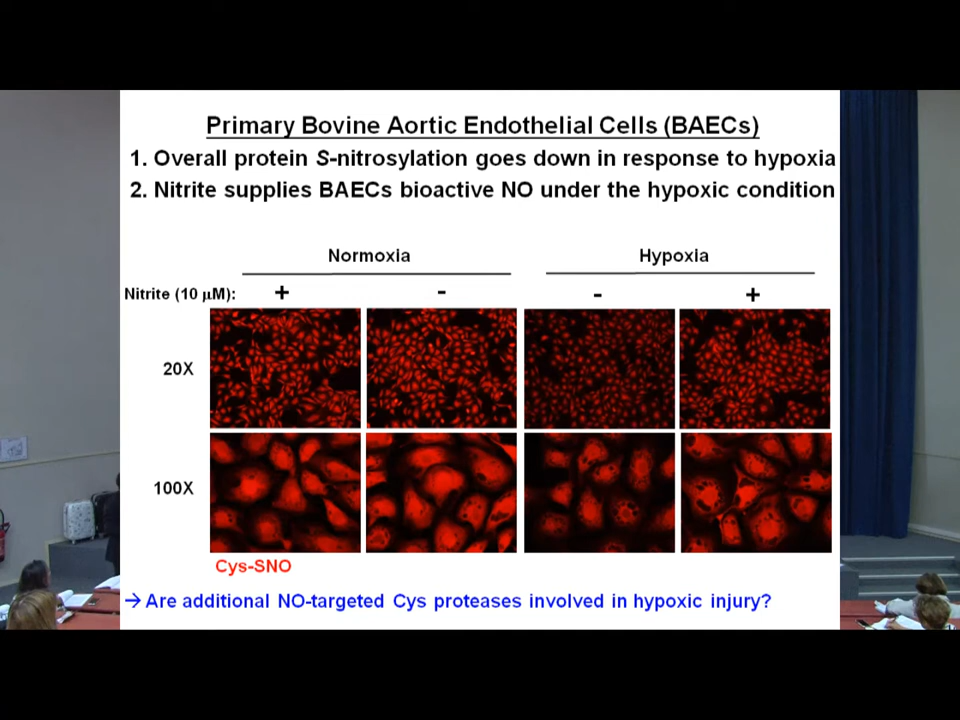 Primary Bovine Aortic Endothelial Cells (BAECs)
1. Overall protein S-nitrosylation goes down in response to hypoxia
2. Nitrite supplies BAECs bioactive NO under the hypoxic condition
Normoxia Hypoxia
Nitrite (10 µM): + - - +
20X
100X
Cys-SNO
→ Are additional NO-targeted Cys proteases involved in hypoxic injury?